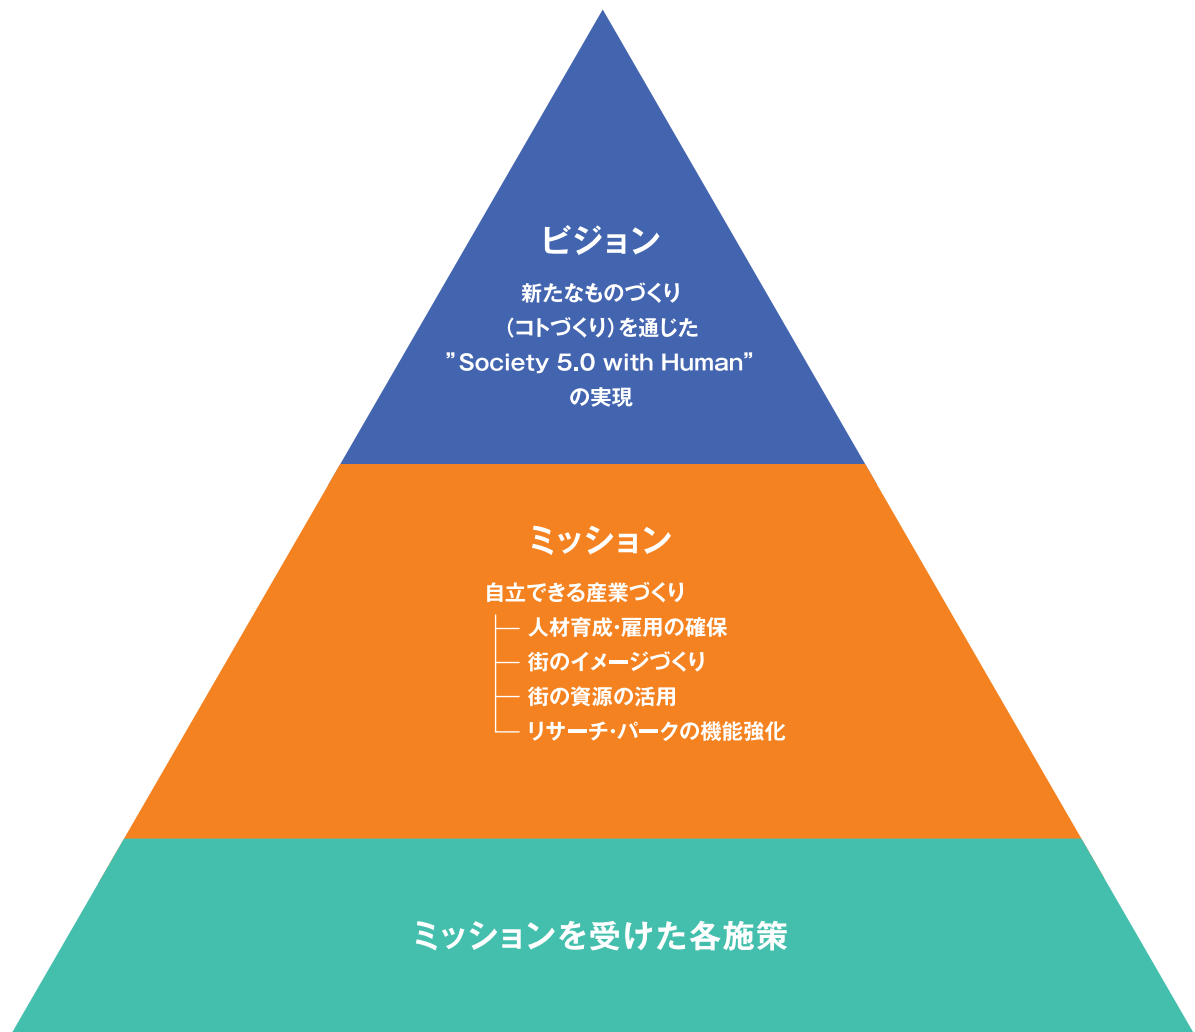 ビジョン
新たなものづくり
（コトづくり）を通じた
”Society 5.0 with Human”
の実現
ミッション
自立できる産業づくり
人材育成・雇用の確保
街のイメージづくり
街の資源の活用
リサーチ・パークの機能強化
ミッションを受けた各施策